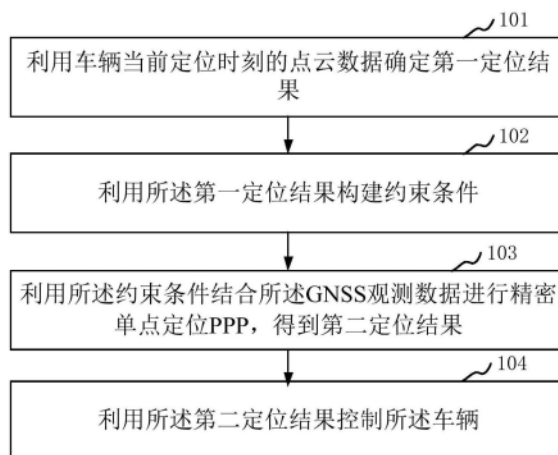 101
利用车辆当前定位时刻的点云数据确定第一定位结
果
102
利用所述第一定位结果构建约束条件
103
利用所述约束条件结合所述GNSS观测数据进行精密
单点定位PPP，得到第二定位结果
104
利用所述第二定位结果控制所述车辆